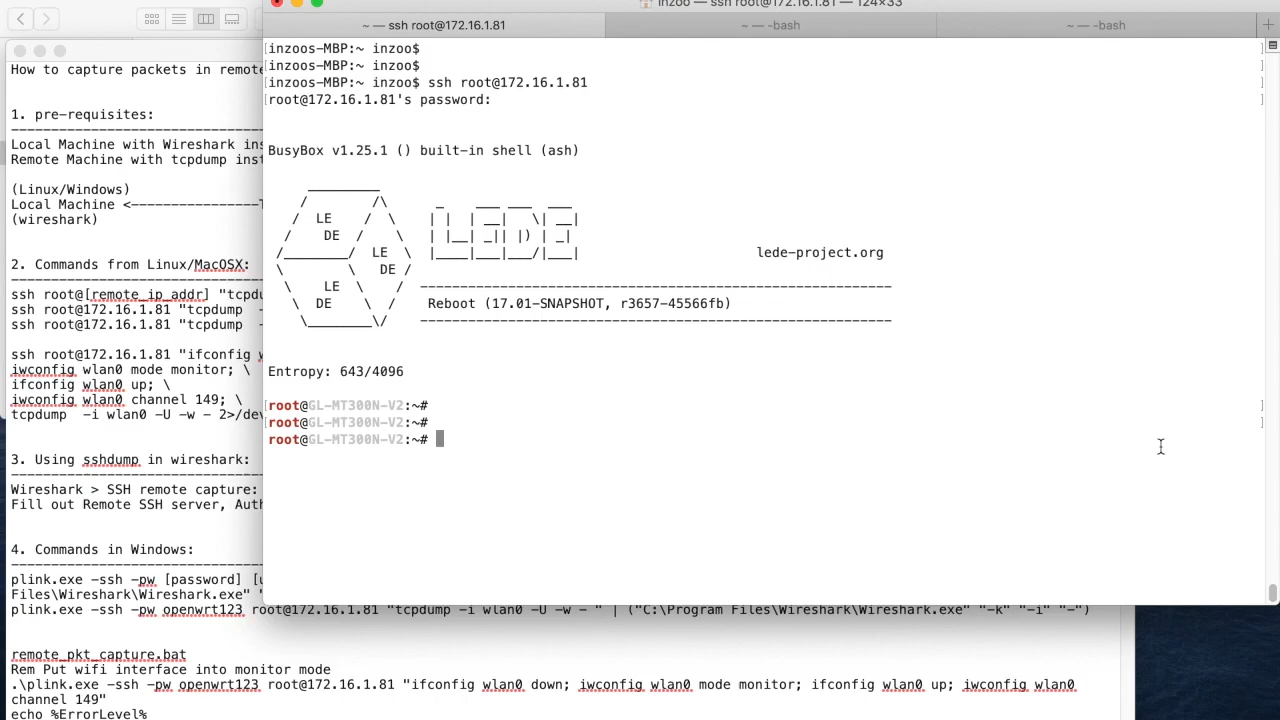 inzoo — ssh root@172.16.1.81 — 124×33
~ — ssh root@172.16.1.81
~ — -bash
~ — -bash
How to capture packets in remote
1. pre-requisites:
Local Machine with Wireshark ins
Remote Machine with tcpdump inst
(Linux/Windows)
Local Machine <----------------T
(wireshark)
2. Commands from Linux/MacOSX:
ssh root@[remote_ip_addr] "tcpdu
ssh root@172.16.1.81 "tcpdump -
ssh root@172.16.1.81 "tcpdump -
ssh root@172.16.1.81 "ifconfig w
iwconfig wlan0 mode monitor; \
ifconfig wlan0 up; \
iwconfig wlan0 channel 149; \
tcpdump -i wlan0 -U -w - 2>/dev
3. Using sshdump in wireshark:
Wireshark > SSH remote capture:
Fill out Remote SSH server, Auth
4. Commands in Windows:
plink.exe -ssh -pw [password] [u
Files\Wireshark\Wireshark.exe" "
plink.exe -ssh -pw openwrt123 root@172.16.1.81 "tcpdump -i wlan0 -U -w - " | ("C:\Program Files\Wireshark\Wireshark.exe" "-k" "-i" "-")
remote_pkt_capture.bat
Rem Put wifi interface into monitor mode
.\plink.exe -ssh -pw openwrt123 root@172.16.1.81 "ifconfig wlan0 down; iwconfig wlan0 mode monitor; ifconfig wlan0 up; iwconfig wlan0
channel 149"
echo %ErrorLevel%
[inzoos-MBP:~ inzoo$ ]
[inzoos-MBP:~ inzoo$ ]
[inzoos-MBP:~ inzoo$ ssh root@172.16.1.81 ]
[root@172.16.1.81's password: ]
BusyBox v1.25.1 () built-in shell (ash)
LE
DE
LE
DE
LE
DE
LEDE
lede-project.org
Reboot (17.01-SNAPSHOT, r3657-45566fb)
Entropy: 643/4096
[root@GL-MT300N-V2:~# ]
[root@GL-MT300N-V2:~# ]
root@GL-MT300N-V2:~#